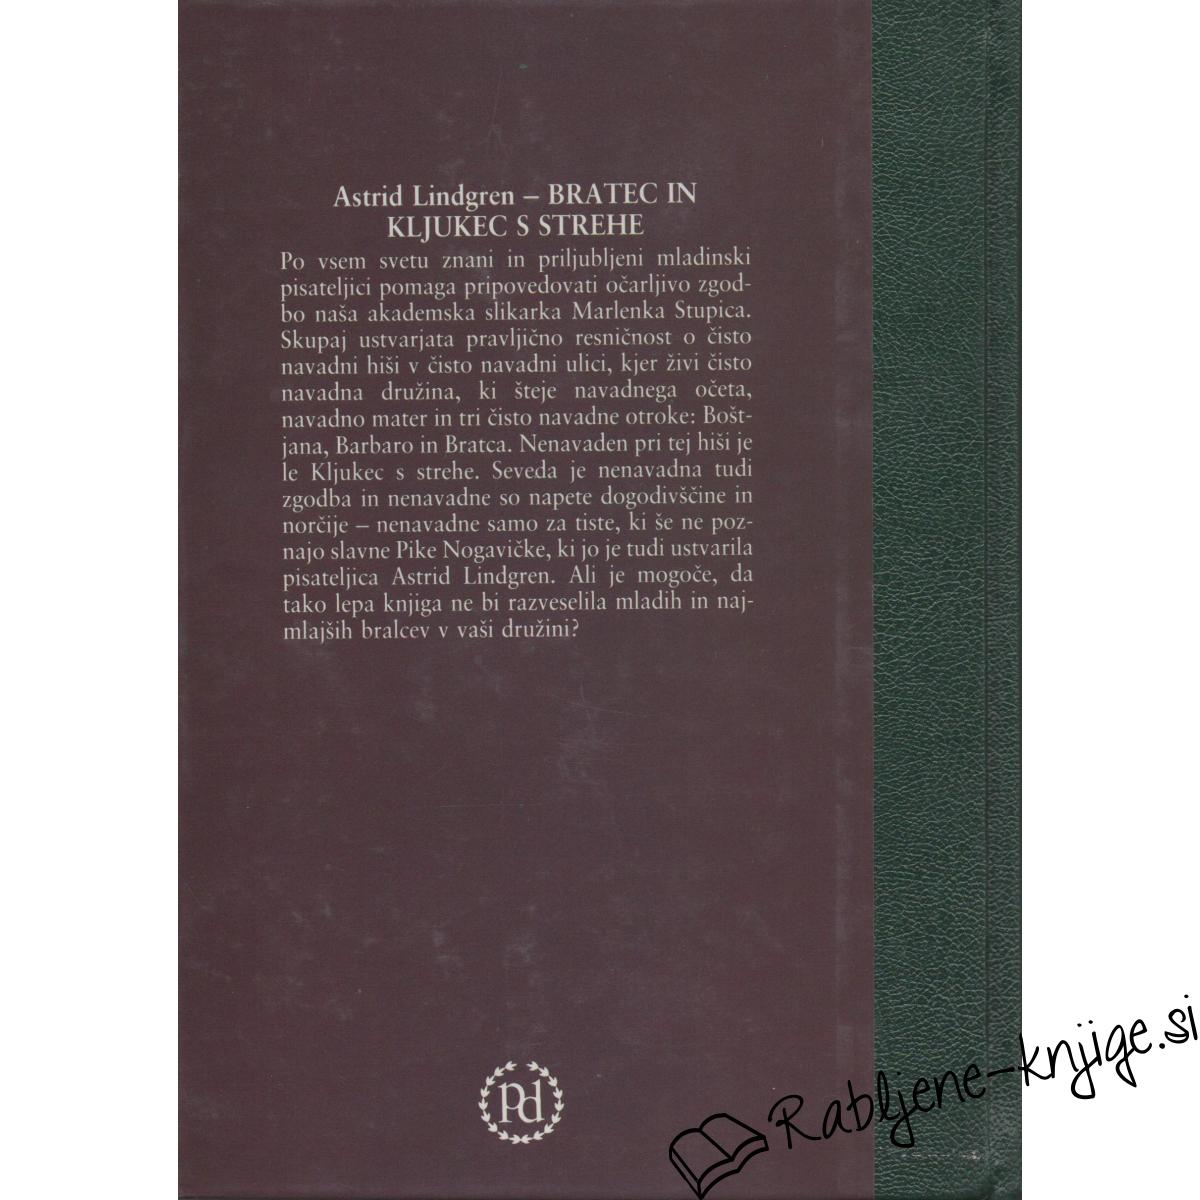 Astrid Lindgren – BRATEC IN
KLJUKEC S STREHE
Po vsem svetu znani in priljubljeni mladinski
pisateljici pomaga pripovedovati očarljivo zgod-
bo naša akademska slikarka Marlenka Stupica.
Skupaj ustvarjata pravljično resničnost o čisto
navadni hiši v čisto navadni ulici, kjer živi čisto
navadna družina, ki šteje navadnega očeta,
navadno mater in tri čisto navadne otroke: Bošt-
jana, Barbaro in Bratca. Nenavaden pri tej hiši je
le Kljukec s strehe. Seveda je nenavadna tudi
zgodba in nenavadne so napete dogodivščine in
norčije – nenavadne samo za tiste, ki še ne poz-
najo slavne Pike Nogavičke, ki jo je tudi ustvarila
pisateljica Astrid Lindgren. Ali je mogoče, da
tako lepa knjiga ne bi razveselila mladih in naj-
mlajših bralcev v vaši družini?
pd
Rabljene-knjige.si